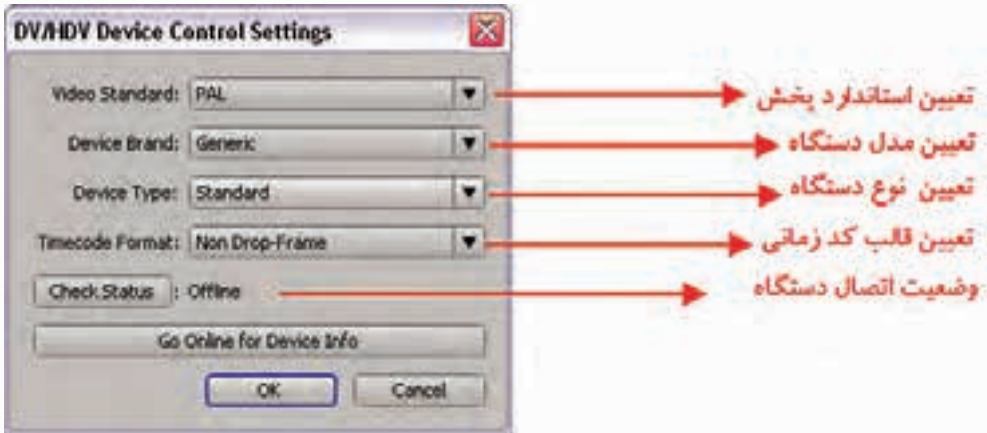 DV/HDV Device Control Settings
Video Standard: PAL
تعیین استاندارد پخش
Device Brand: Generic
تعیین مدل دستگاه
Device Type: Standard
تعیین نوع دستگاه
Timecode Format: Non Drop-Frame
تعیین قالب کد زمانی
Check Status : Offline
وضعیت اتصال دستگاه
Go Online for Device Info
OK
Cancel